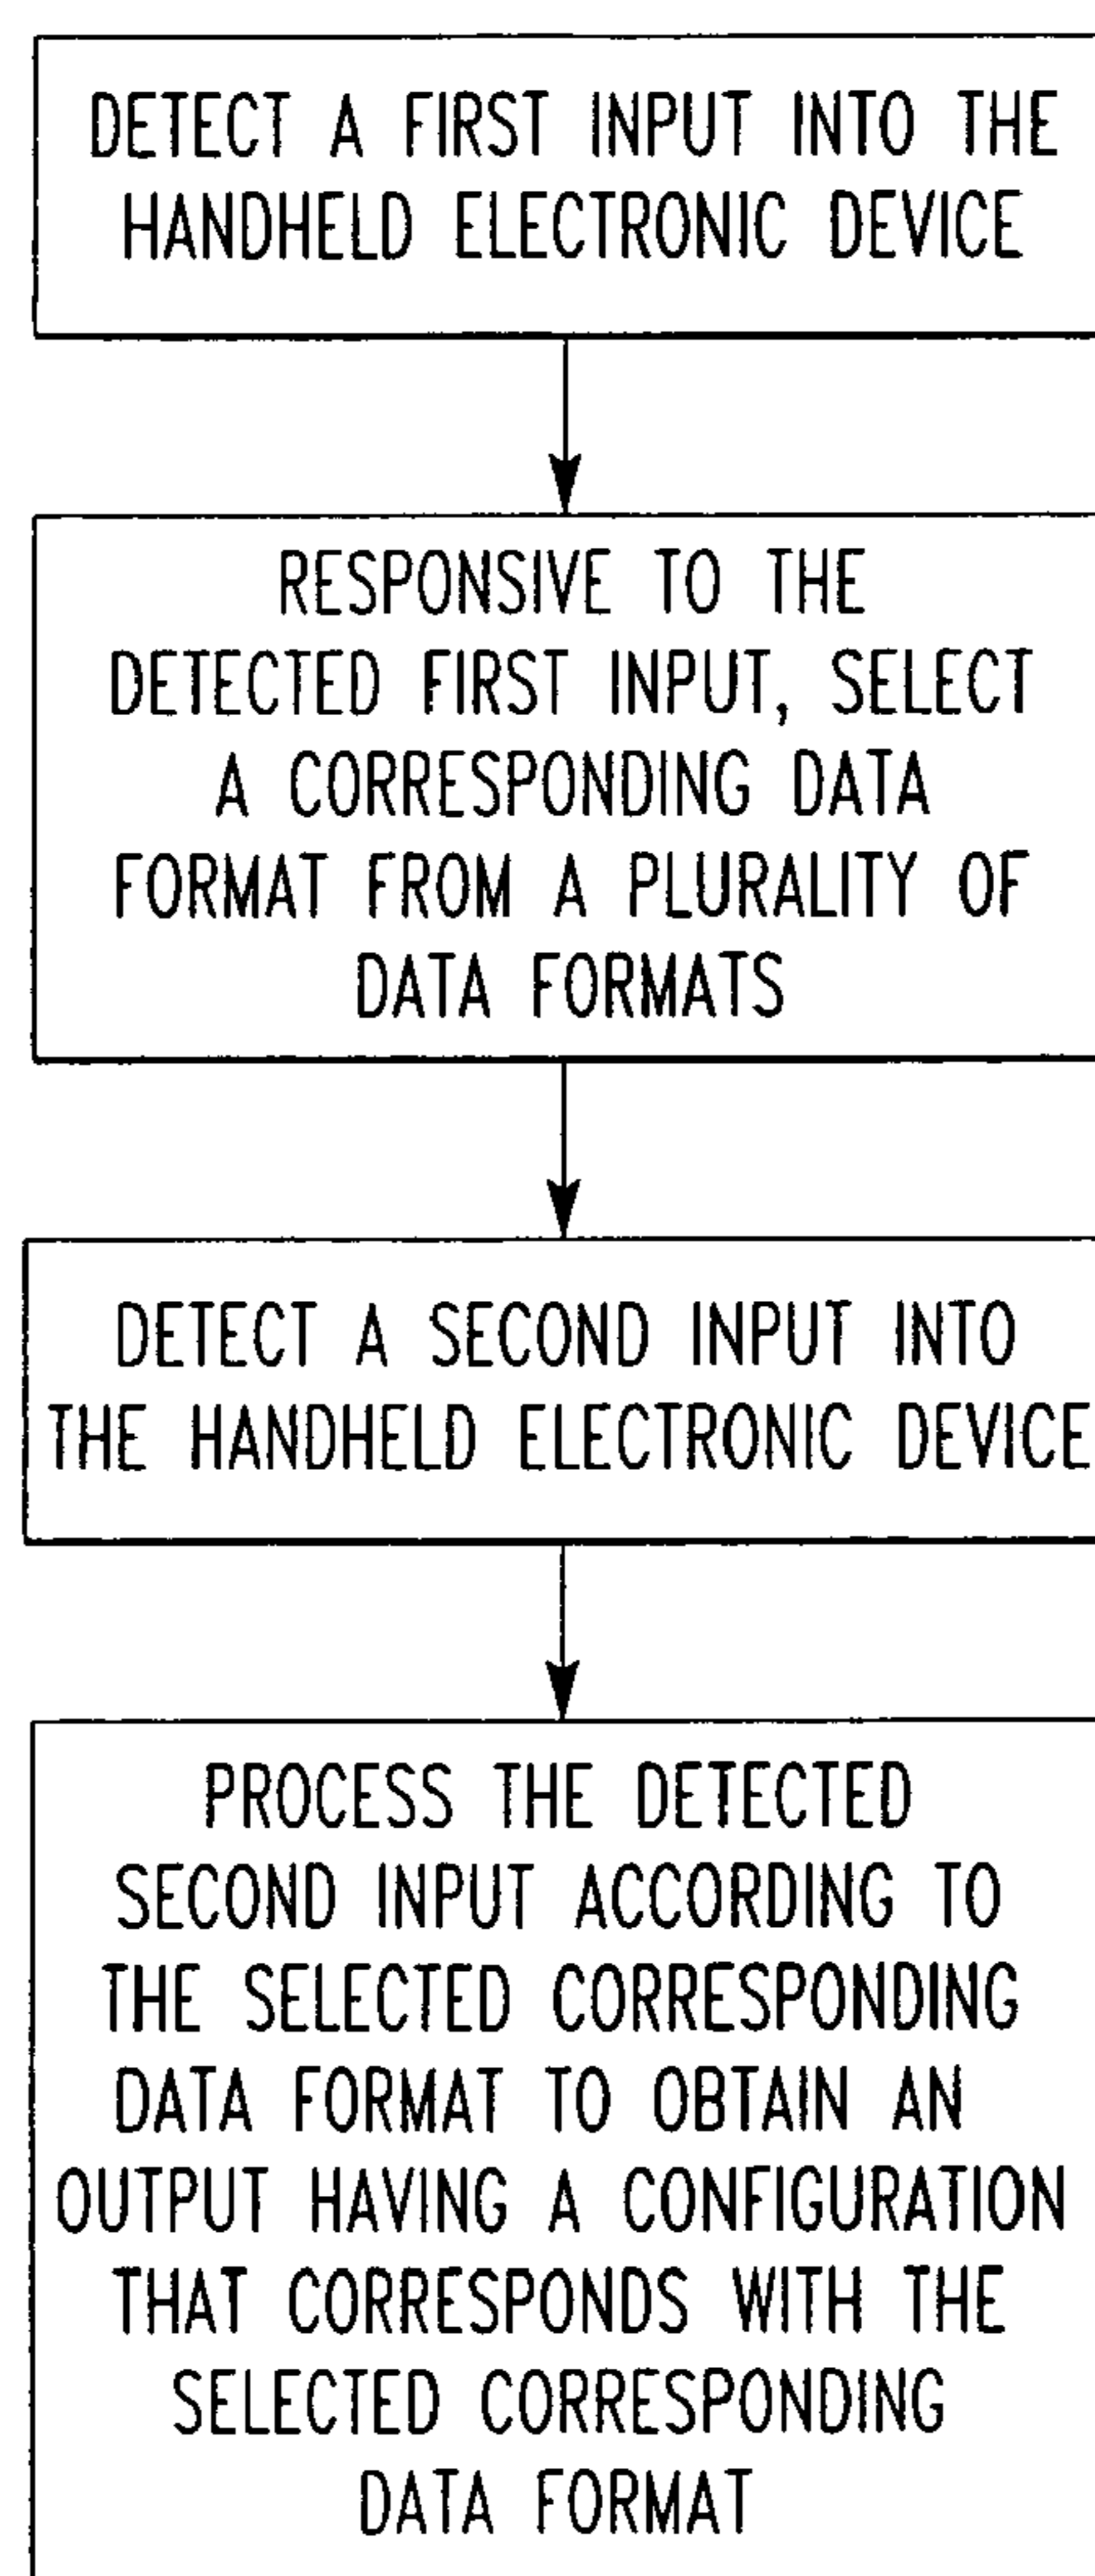 DETECT A FIRST INPUT INTO THE
HANDHELD ELECTRONIC DEVICE
RESPONSIVE TO THE
DETECTED FIRST INPUT, SELECT
A CORRESPONDING DATA
FORMAT FROM A PLURALITY OF
DATA FORMATS
DETECT A SECOND INPUT INTO
THE HANDHELD ELECTRONIC DEVICE
PROCESS THE DETECTED
SECOND INPUT ACCORDING TO
THE SELECTED CORRESPONDING
DATA FORMAT TO OBTAIN AN
OUTPUT HAVING A CONFIGURATION
THAT CORRESPONDS WITH THE
SELECTED CORRESPONDING
DATA FORMAT